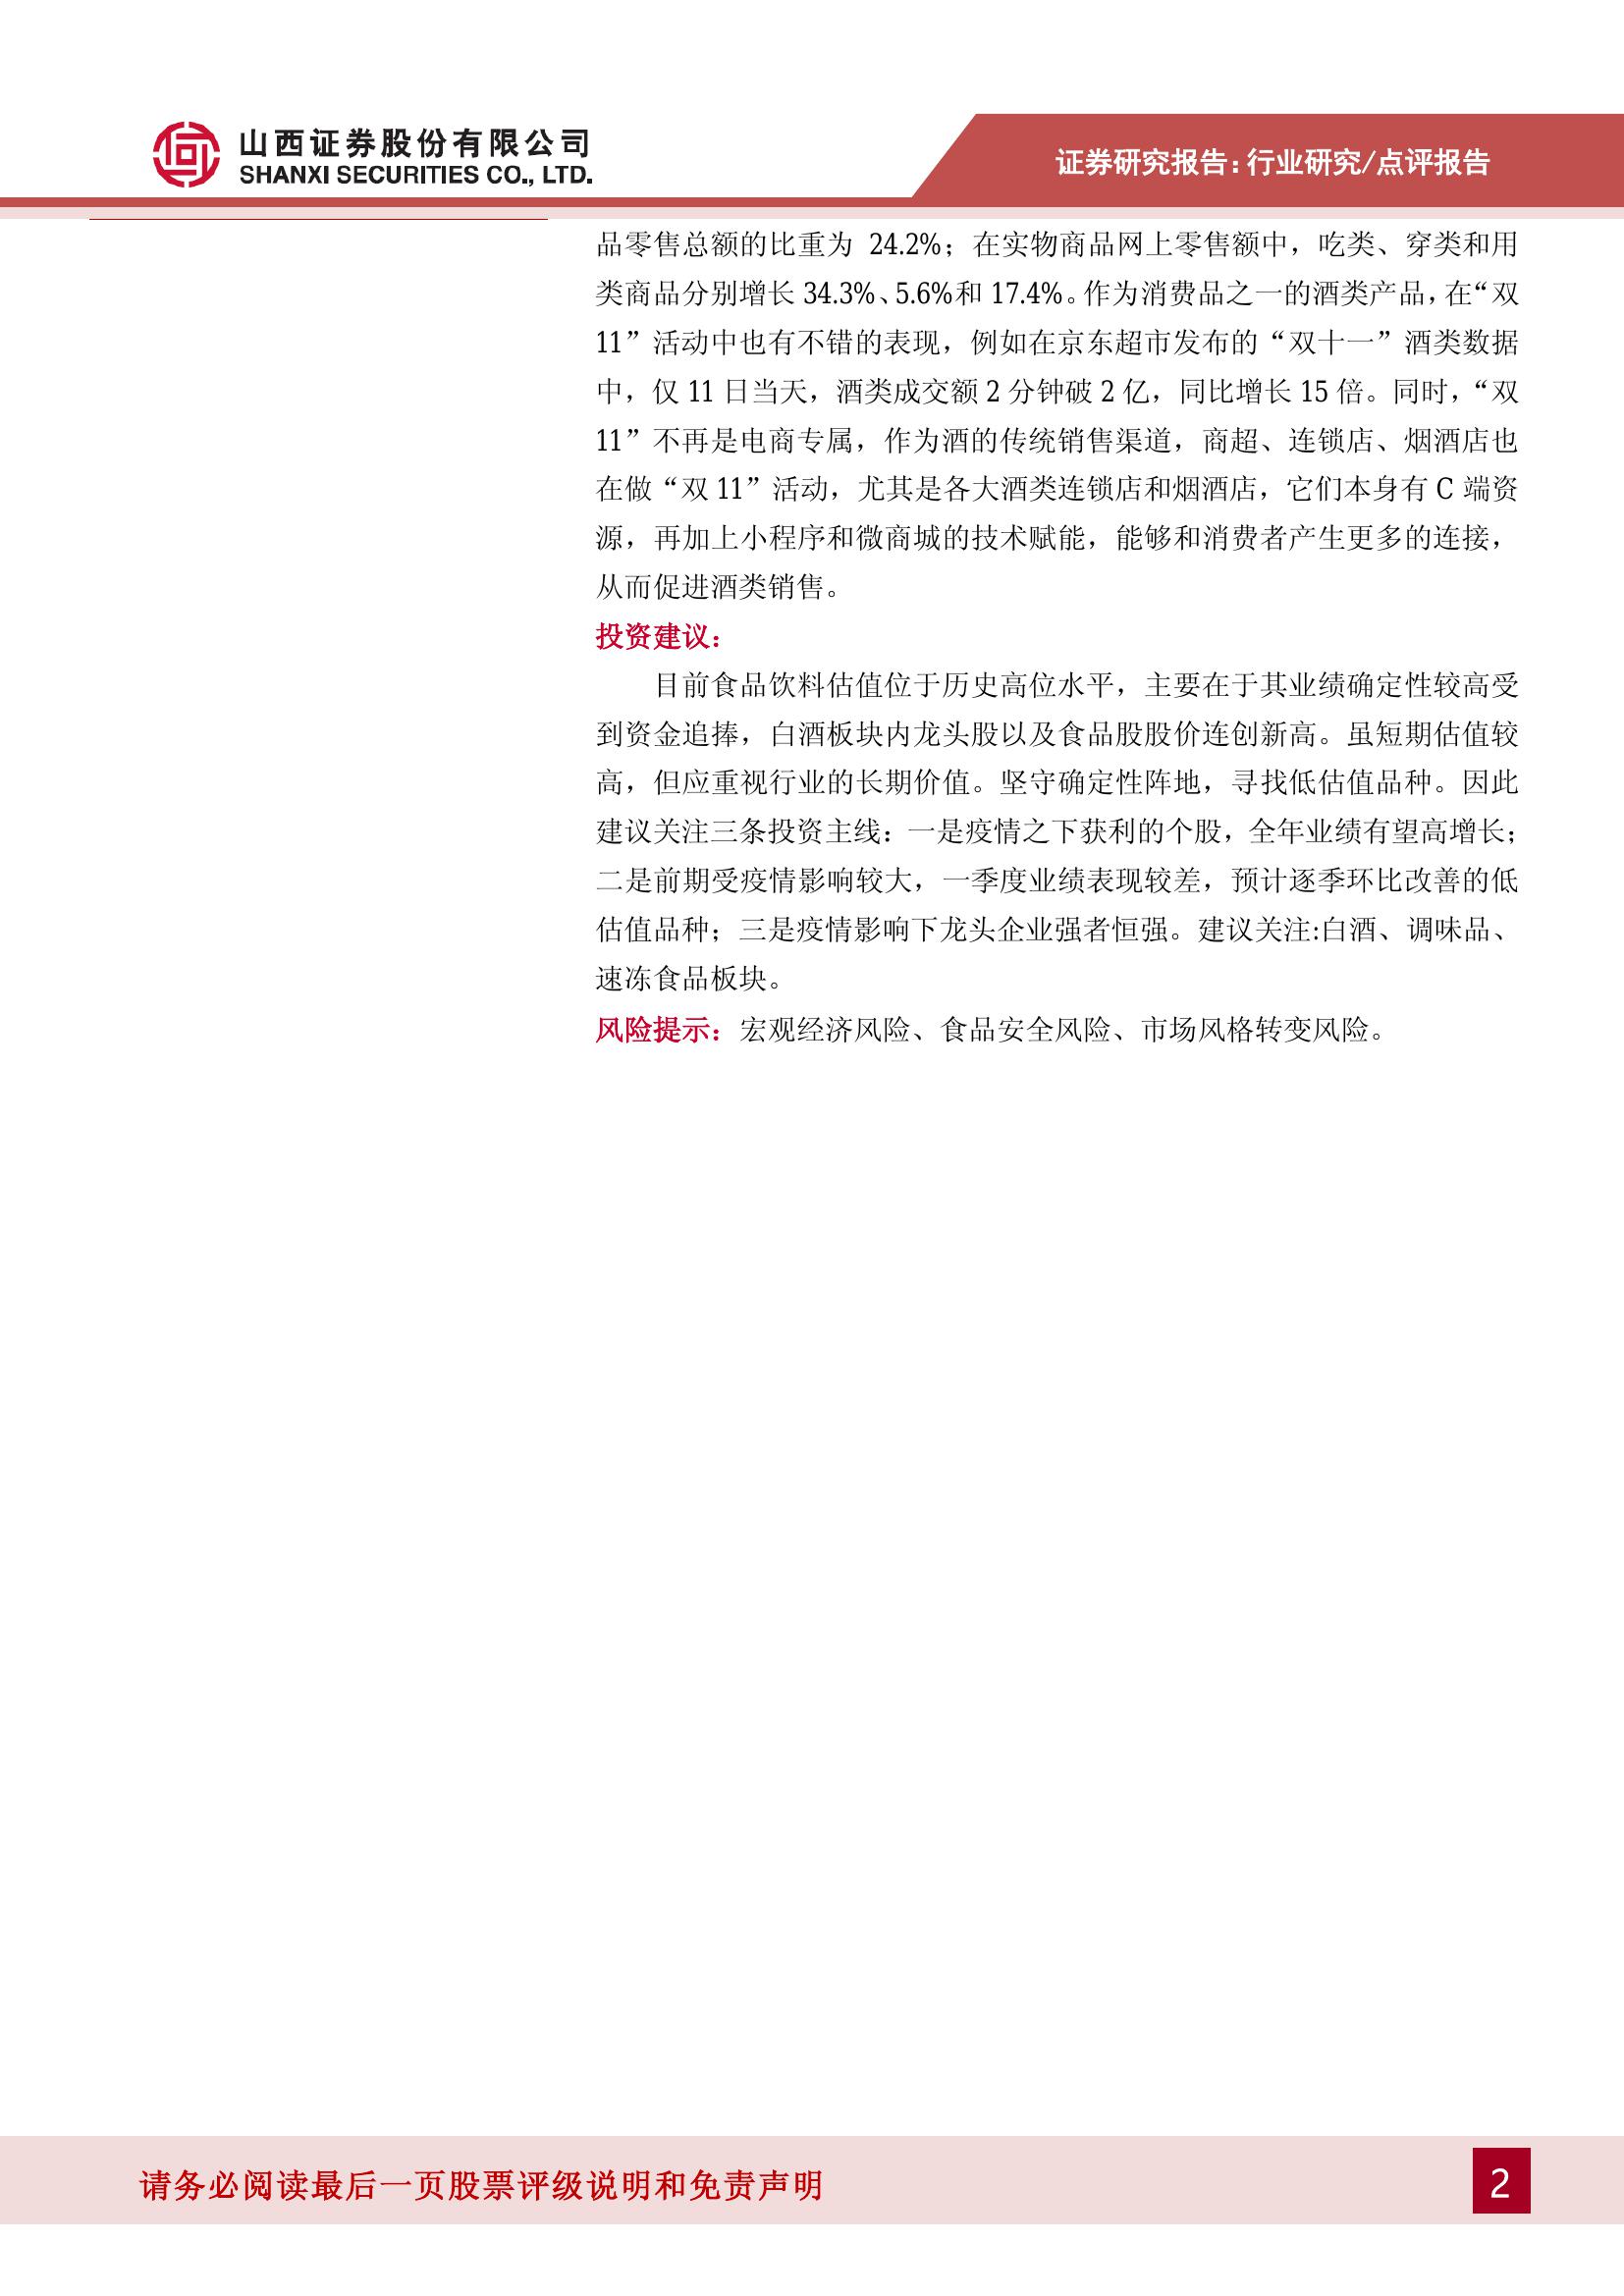 山西证券股份有限公司
SHANXI SECURITIES CO., LTD.
证券研究报告：行业研究/点评报告
品零售总额的比重为 24.2%；在实物商品网上零售额中，吃类、穿类和用
类商品分别增长 34.3%、5.6%和 17.4%。作为消费品之一的酒类产品，在“双
11”活动中也有不错的表现，例如在京东超市发布的“双十一”酒类数据
中，仅 11 日当天，酒类成交额 2 分钟破 2 亿，同比增长 15 倍。同时，“双
11”不再是电商专属，作为酒的传统销售渠道，商超、连锁店、烟酒店也
在做“双 11”活动，尤其是各大酒类连锁店和烟酒店，它们本身有 C 端资
源，再加上小程序和微商城的技术赋能，能够和消费者产生更多的连接，
从而促进酒类销售。
投资建议：
目前食品饮料估值位于历史高位水平，主要在于其业绩确定性较高受
到资金追捧，白酒板块内龙头股以及食品股股价连创新高。虽短期估值较
高，但应重视行业的长期价值。坚守确定性阵地，寻找低估值品种。因此
建议关注三条投资主线：一是疫情之下获利的个股，全年业绩有望高增长；
二是前期受疫情影响较大，一季度业绩表现较差，预计逐季环比改善的低
估值品种；三是疫情影响下龙头企业强者恒强。建议关注:白酒、调味品、
速冻食品板块。
风险提示：宏观经济风险、食品安全风险、市场风格转变风险。
请务必阅读最后一页股票评级说明和免责声明
2